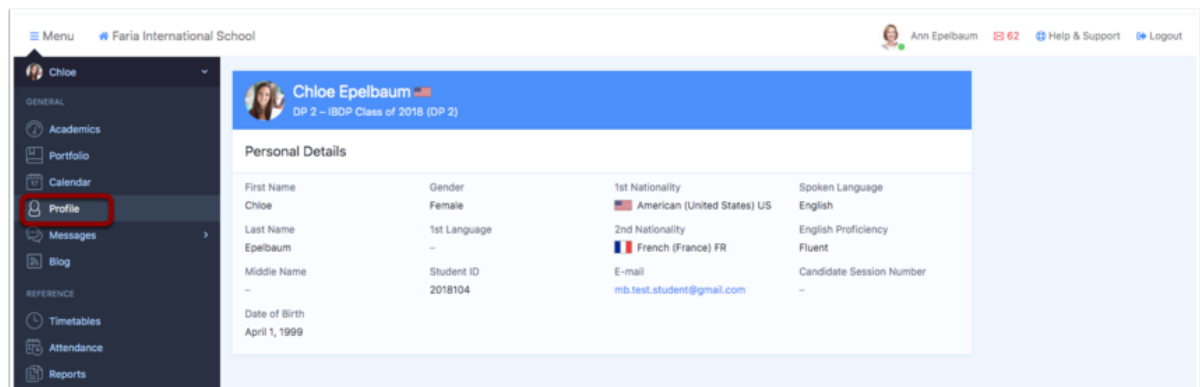 Menu
Faria International School
Ann Epelbaum
62
Help & Support
Logout
Chloe
GENERAL
Academics
Portfolio
17
Calendar
Profile
Messages
Blog
REFERENCE
Timetables
Attendance
Reports
Chloe Epelbaum
DP 2 – IBDP Class of 2018 (DP 2)
Personal Details
First Name
Chloe
Gender
Female
1st Nationality
American (United States) US
Spoken Language
English
Last Name
Epelbaum
1st Language
–
2nd Nationality
French (France) FR
English Proficiency
Fluent
Middle Name
–
Student ID
2018104
E-mail
mb.test.student@gmail.com
Candidate Session Number
–
Date of Birth
April 1, 1999